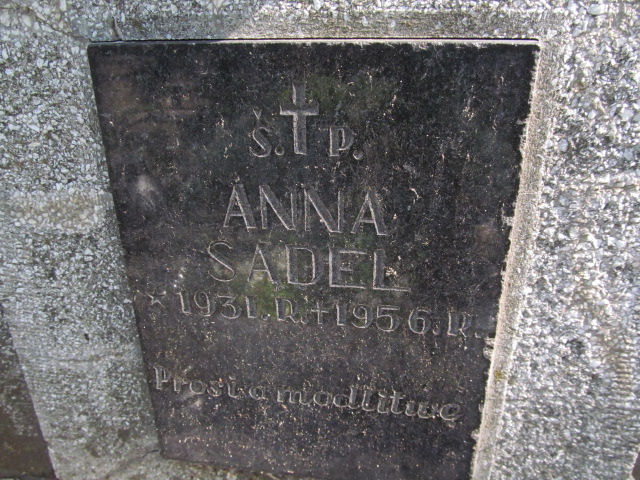 Ś.†P.
ANNA
SADEL
*1931.R.†1956.R.
Prosi a modlitwę